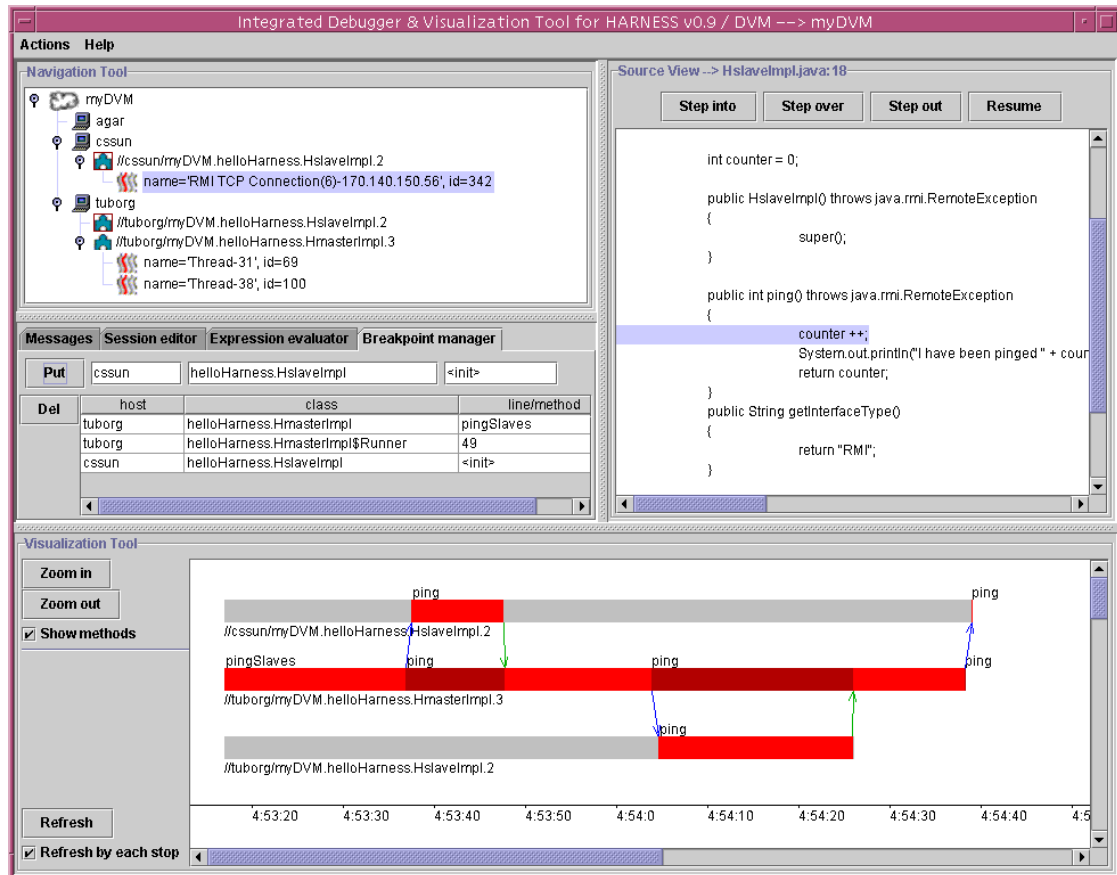 Integrated Debugger & Visualization Tool for HARNESS v0.9 / DVM --> myDVM
Actions Help
Navigation Tool
myDVM
agar
cssun
//cssun/myDVM.helloHarness.HslaveImpl.2
name='RMI TCP Connection(6)-170.140.150.56', id=342
tuborg
//tuborg/myDVM.helloHarness.HslaveImpl.2
//tuborg/myDVM.helloHarness.HmasterImpl.3
name='Thread-31', id=69
name='Thread-38', id=100
Source View --> HslaveImpl.java:18
Step into Step over Step out Resume
int counter = 0;
public HslaveImpl() throws java.rmi.RemoteException
{
super();
}
public int ping() throws java.rmi.RemoteException
{
counter ++;
System.out.println("I have been pinged " + cour
return counter;
}
public String getInterfaceType()
{
return "RMI";
}
Messages Session editor Expression evaluator Breakpoint manager
Put cssun helloHarness.HslaveImpl <init>
Del host class line/method
tuborg helloHarness.HmasterImpl pingSlaves
tuborg helloHarness.HmasterImpl$Runner 49
cssun helloHarness.HslaveImpl <init>
Visualization Tool
Zoom in
Zoom out
Show methods
ping ping
//cssun/myDVM.helloHarness.HslaveImpl.2
pingSlaves ping ping ping
//tuborg/myDVM.helloHarness.HmasterImpl.3
ping
//tuborg/myDVM.helloHarness.HslaveImpl.2
4:53:20 4:53:30 4:53:40 4:53:50 4:54:0 4:54:10 4:54:20 4:54:30 4:54:40 4:5
Refresh
Refresh by each stop